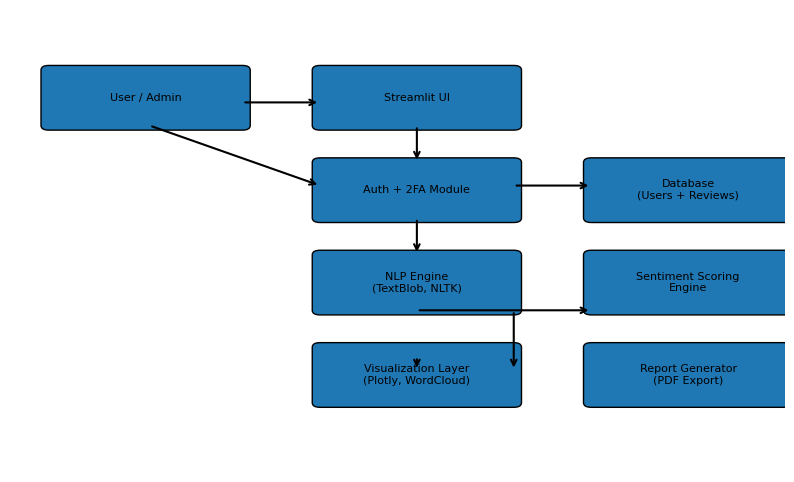 User / Admin
Streamlit UI
Auth + 2FA Module
Database
(Users + Reviews)
NLP Engine
(TextBlob, NLTK)
Sentiment Scoring
Engine
Visualization Layer
(Plotly, WordCloud)
Report Generator
(PDF Export)